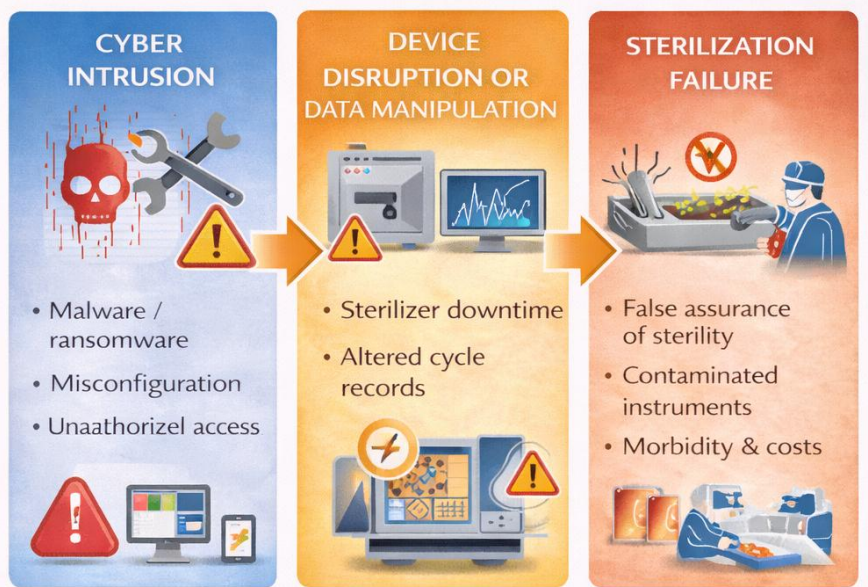 CYBER
INTRUSION
• Malware /
ransomware
• Misconfiguration
• Unaathorizel access
DEVICE
DISRUPTION OR
DATA MANIPULATION
• Sterilizer downtime
• Altered cycle
records
STERILIZATION
FAILURE
• False assurance
of sterility
• Contaminated
instruments
• Morbidity & costs